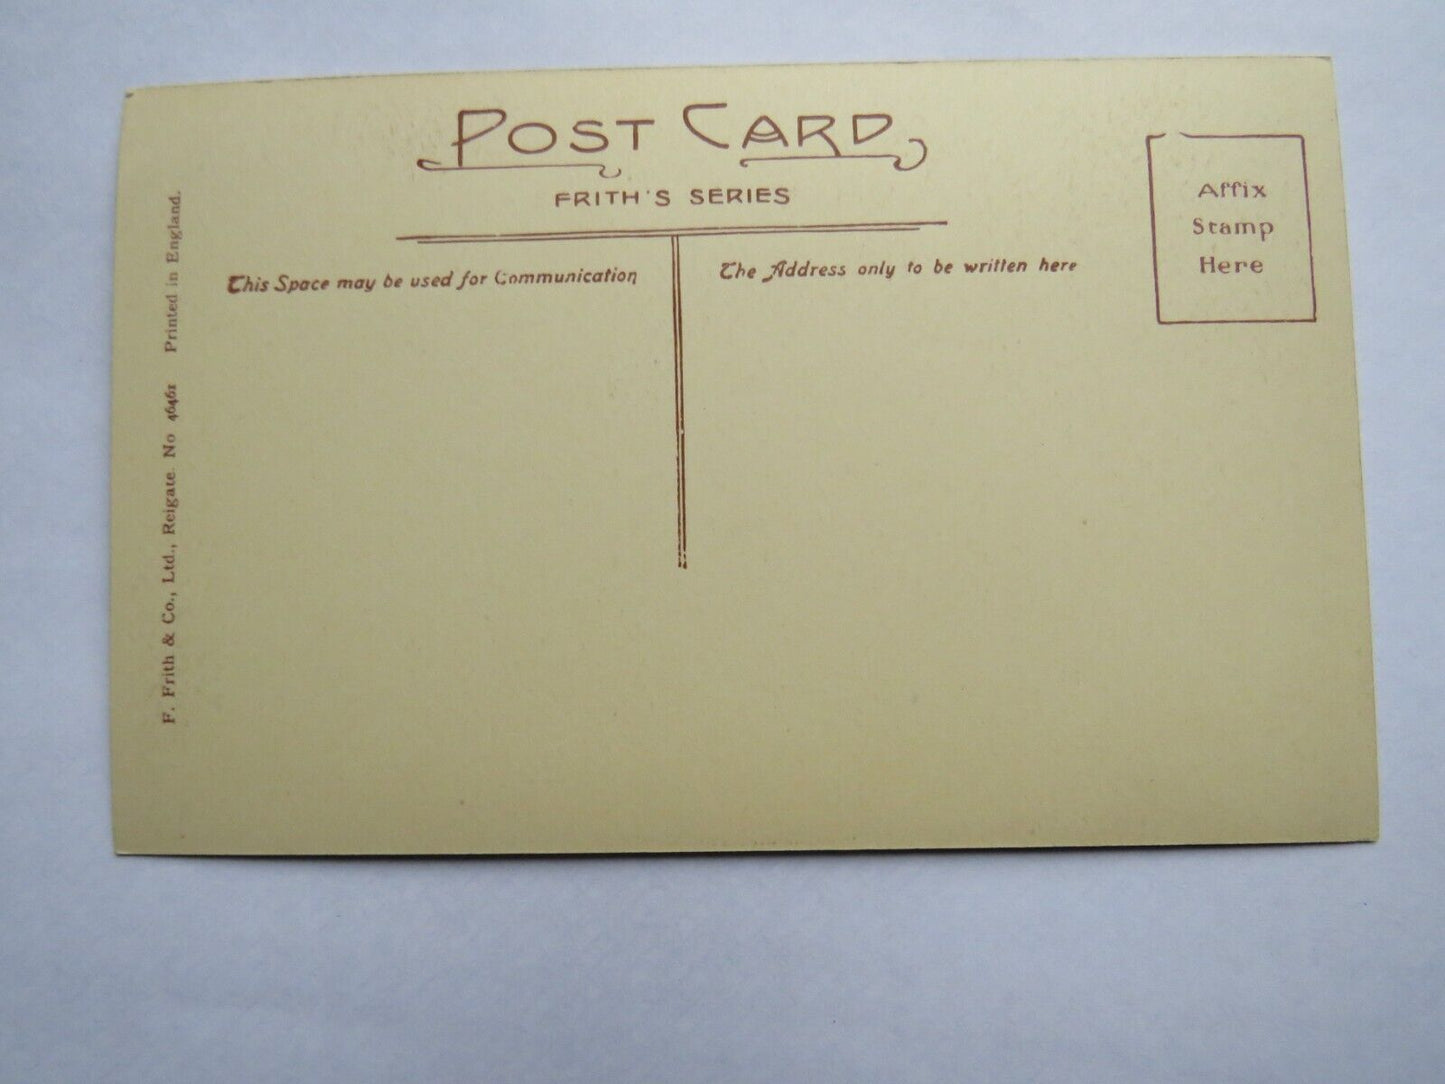 POST CARD
FRITH'S SERIES
This Space may be used for Communication
The Address only to be written here
Affix
Stamp
Here
F. Frith & Co., Ltd., Reigate. No 46461 Printed in England.